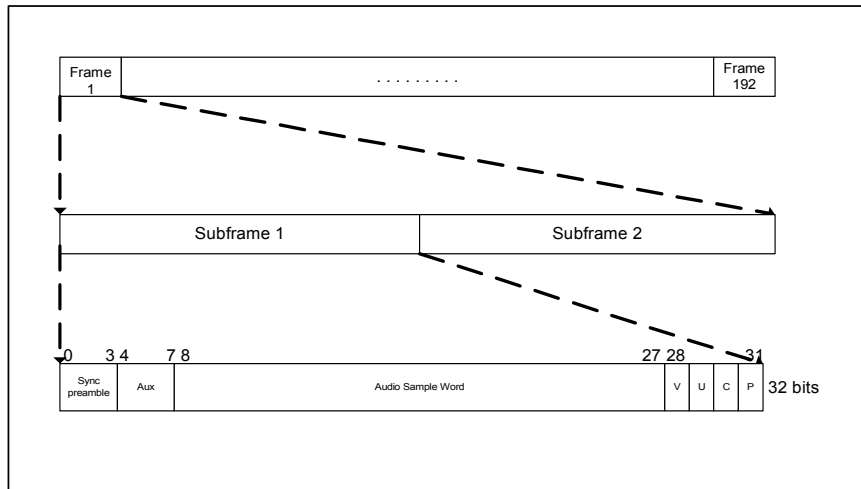 Frame 1 . . . . . . . . . Frame 192
Subframe 1 Subframe 2
0 3 4 7 8 27 28 31
Sync preamble Aux Audio Sample Word V U C P 32 bits